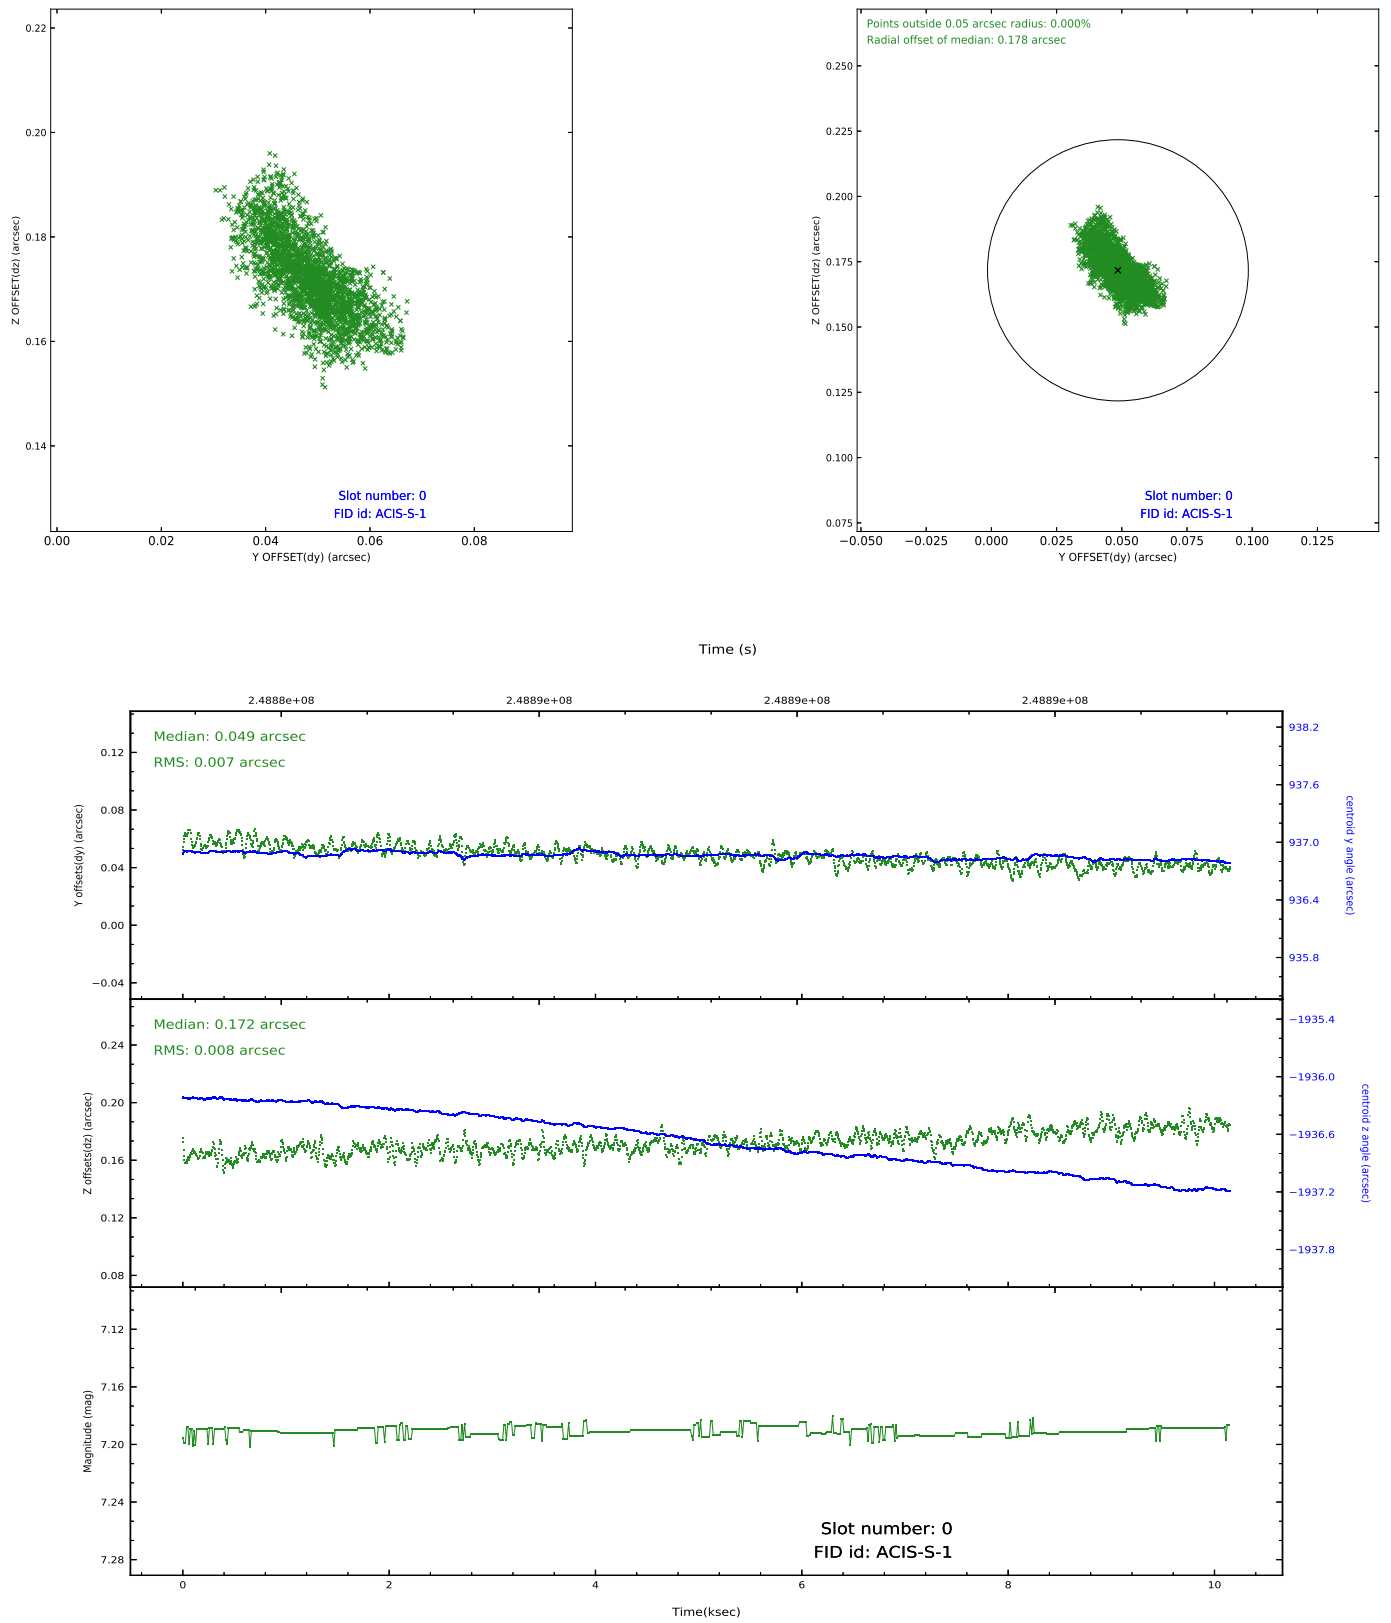 0.22
0.20
0.18
0.16
0.14
Z OFFSET(dz) (arcsec)
Slot number: 0
FID id: ACIS-S-1
0.00 0.02 0.04 0.06 0.08
Y OFFSET(dy) (arcsec)
Points outside 0.05 arcsec radius: 0.000%
Radial offset of median: 0.178 arcsec
0.250
0.225
0.200
0.175
0.150
0.125
0.100
0.075
Z OFFSET(dz) (arcsec)
Slot number: 0
FID id: ACIS-S-1
−0.050 −0.025 0.000 0.025 0.050 0.075 0.100 0.125
Y OFFSET(dy) (arcsec)
Time (s)
2.4888e+08 2.4889e+08 2.4889e+08 2.4889e+08
Median: 0.049 arcsec
RMS: 0.007 arcsec
0.12
0.08
0.04
0.00
−0.04
Y offsets(dy) (arcsec)
938.2
937.6
937.0
936.4
935.8
centroid y angle (arcsec)
Median: 0.172 arcsec
RMS: 0.008 arcsec
0.24
0.20
0.16
0.12
0.08
Z offsets(dz) (arcsec)
−1935.4
−1936.0
−1936.6
−1937.2
−1937.8
centroid z angle (arcsec)
7.12
7.16
7.20
7.24
7.28
Magnitude (mag)
Slot number: 0
FID id: ACIS-S-1
0 2 4 6 8 10
Time(ksec)